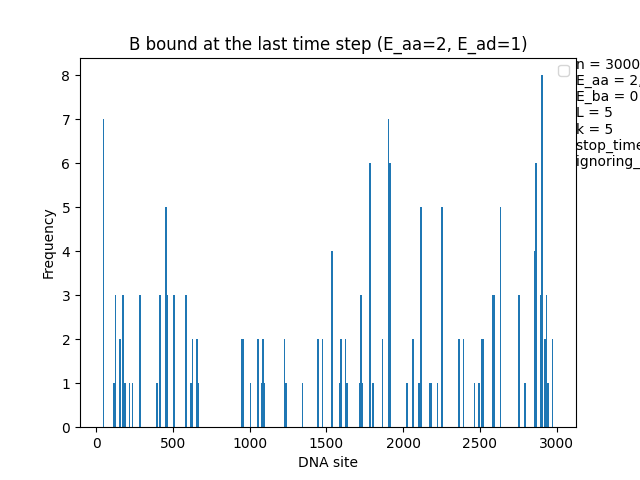 B bound at the last time step (E_aa=2, E_ad=1)
n = 3000
E_aa = 2,
E_ba = 0
L = 5
k = 5
stop_time
ignoring_
8
7
6
5
4
3
2
1
0
Frequency
0 500 1000 1500 2000 2500 3000
DNA site